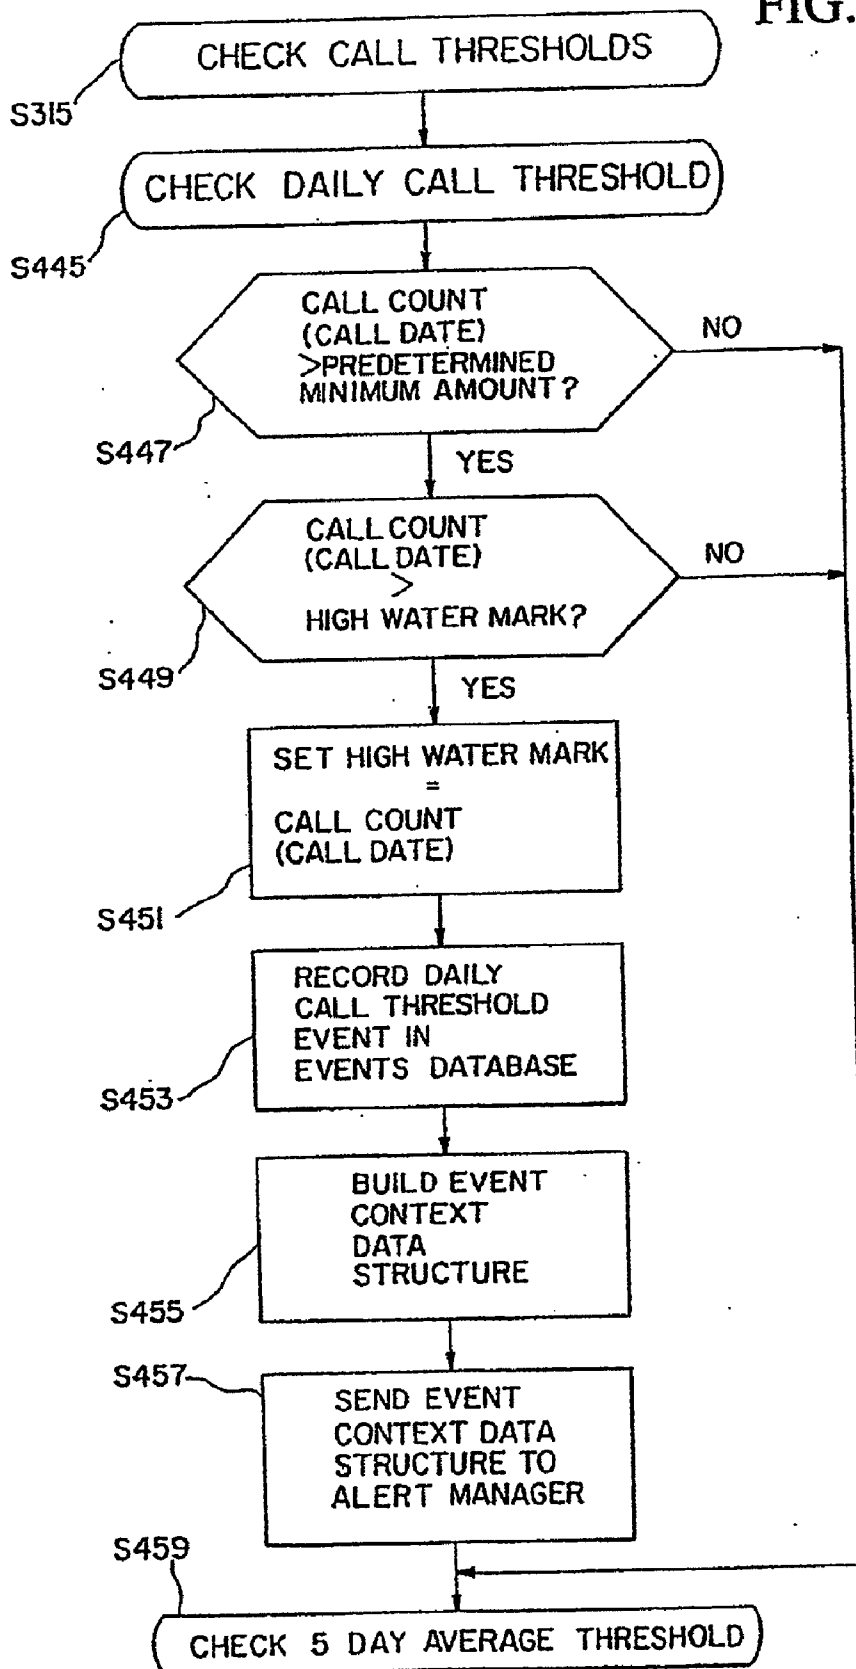 FIG.
CHECK CALL THRESHOLDS
S315
CHECK DAILY CALL THRESHOLD
S445
CALL COUNT
(CALL DATE)
>PREDETERMINED
MINIMUM AMOUNT?
NO
S447
YES
CALL COUNT
(CALL DATE)
>
HIGH WATER MARK?
NO
S449
YES
SET HIGH WATER MARK
=
CALL COUNT
(CALL DATE)
S451
RECORD DAILY
CALL THRESHOLD
EVENT IN
EVENTS DATABASE
S453
BUILD EVENT
CONTEXT
DATA
STRUCTURE
S455
S457
SEND EVENT
CONTEXT DATA
STRUCTURE TO
ALERT MANAGER
S459
CHECK 5 DAY AVERAGE THRESHOLD